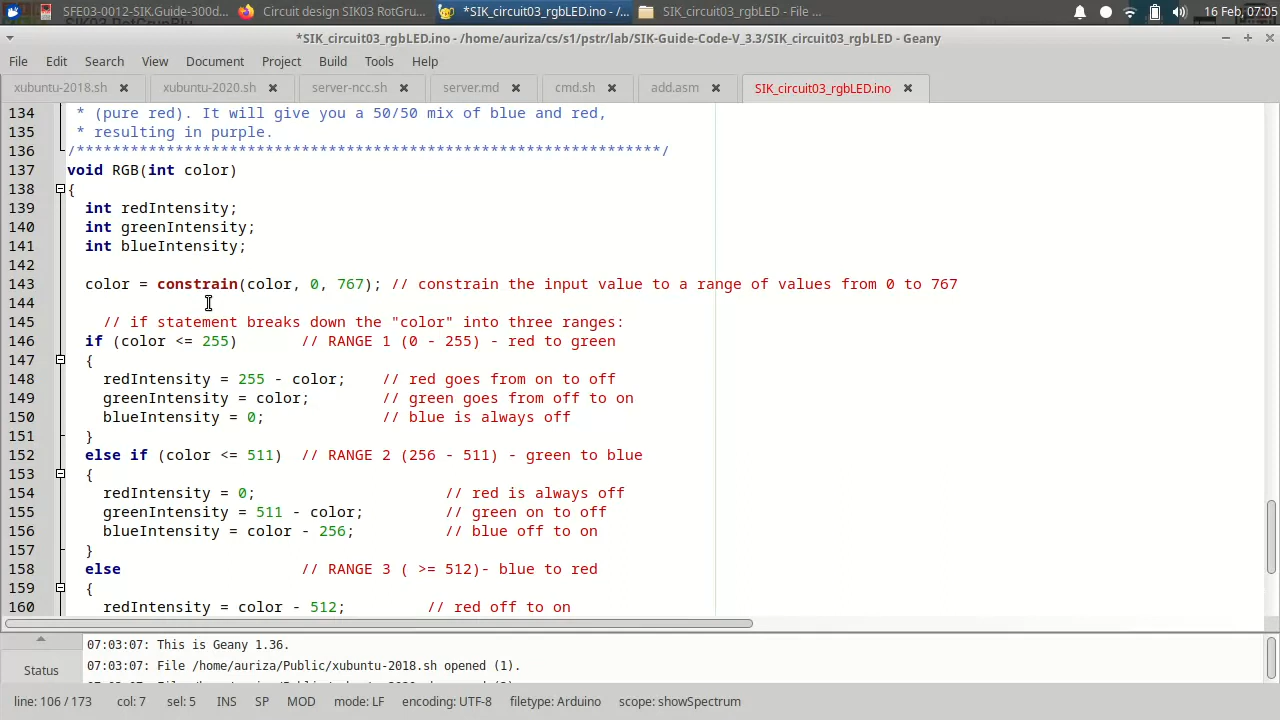 SFE03-0012-SIK.Guide-300d... Circuit design SIK03 RotGru... *SIK_circuit03_rgbLED.ino - /... SIK_circuit03_rgbLED - File ... 16 Feb, 07:05
*SIK_circuit03_rgbLED.ino - /home/auriza/cs/s1/pstr/lab/SIK-Guide-Code-V_3.3/SIK_circuit03_rgbLED - Geany
File Edit Search View Document Project Build Tools Help
xubuntu-2018.sh xubuntu-2020.sh server-ncc.sh server.md cmd.sh add.asm SIK_circuit03_rgbLED.ino
134 * (pure red). It will give you a 50/50 mix of blue and red,
135 * resulting in purple.
136 /*****************************************************************/
137 void RGB(int color)
138 {
139 int redIntensity;
140 int greenIntensity;
141 int blueIntensity;
142
143 color = constrain(color, 0, 767); // constrain the input value to a range of values from 0 to 767
144
145 // if statement breaks down the "color" into three ranges:
146 if (color <= 255) // RANGE 1 (0 - 255) - red to green
147 {
148 redIntensity = 255 - color; // red goes from on to off
149 greenIntensity = color; // green goes from off to on
150 blueIntensity = 0; // blue is always off
151 }
152 else if (color <= 511) // RANGE 2 (256 - 511) - green to blue
153 {
154 redIntensity = 0; // red is always off
155 greenIntensity = 511 - color; // green on to off
156 blueIntensity = color - 256; // blue off to on
157 }
158 else // RANGE 3 ( >= 512)- blue to red
159 {
160 redIntensity = color - 512; // red off to on
07:03:07: This is Geany 1.36.
Status 07:03:07: File /home/auriza/Public/xubuntu-2018.sh opened (1).
line: 106 / 173 col: 7 sel: 5 INS SP MOD mode: LF encoding: UTF-8 filetype: Arduino scope: showSpectrum